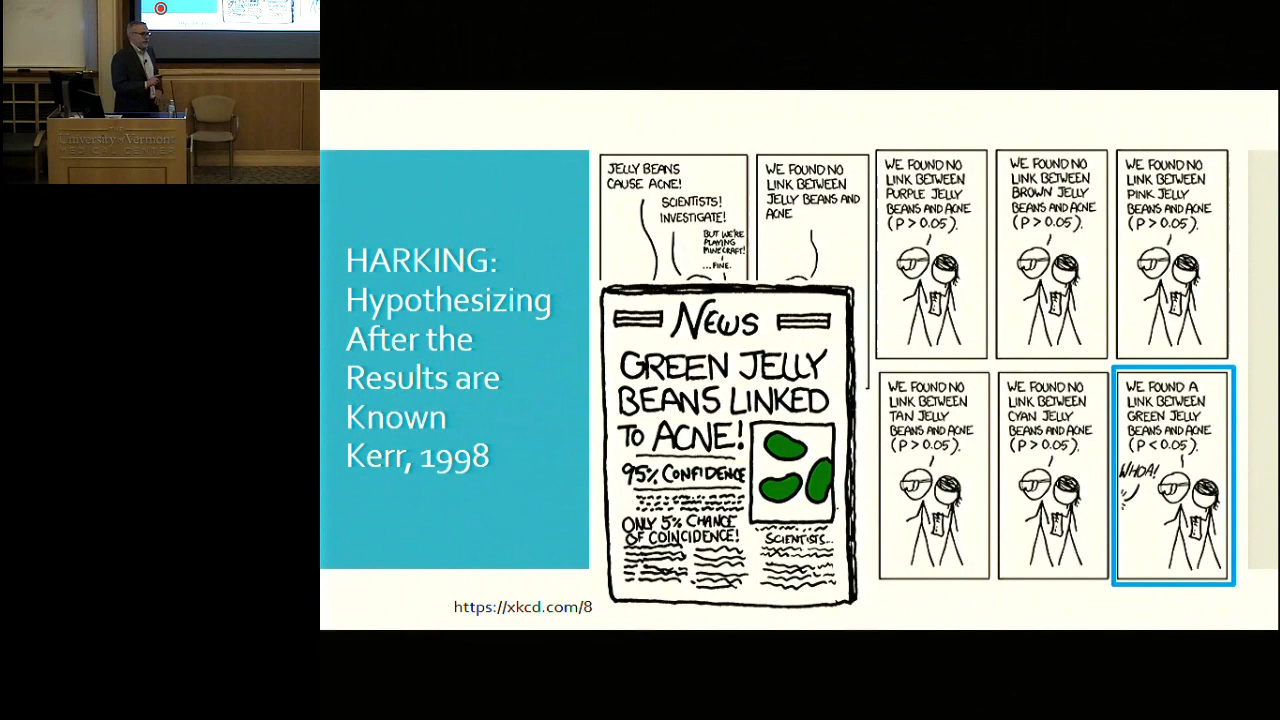 THE
University of Vermont
MEDICAL CENTER
HARKING:
Hypothesizing
After the
Results are
Known
Kerr, 1998
JELLY BEANS
CAUSE ACNE!
SCIENTISTS!
INVESTIGATE!
BUT WE'RE
PLAYING
MINECRAFT!
...FINE.
WE FOUND NO
LINK BETWEEN
JELLY BEANS AND
ACNE
WE FOUND NO
LINK BETWEEN
PURPLE JELLY
BEANS AND ACNE
(P > 0.05).
WE FOUND NO
LINK BETWEEN
BROWN JELLY
BEANS AND ACNE
(P > 0.05).
WE FOUND NO
LINK BETWEEN
PINK JELLY
BEANS AND ACNE
(P > 0.05).
NEWS
GREEN JELLY
BEANS LINKED
TO ACNE!
95% CONFIDENCE
ONLY 5% CHANCE
OF COINCIDENCE!
SCIENTISTS...
WE FOUND NO
LINK BETWEEN
TAN JELLY
BEANS AND ACNE
(P > 0.05).
WE FOUND NO
LINK BETWEEN
CYAN JELLY
BEANS AND ACNE
(P > 0.05).
WE FOUND A
LINK BETWEEN
GREEN JELLY
BEANS AND ACNE
(P < 0.05).
WHOA!
https://xkcd.com/8